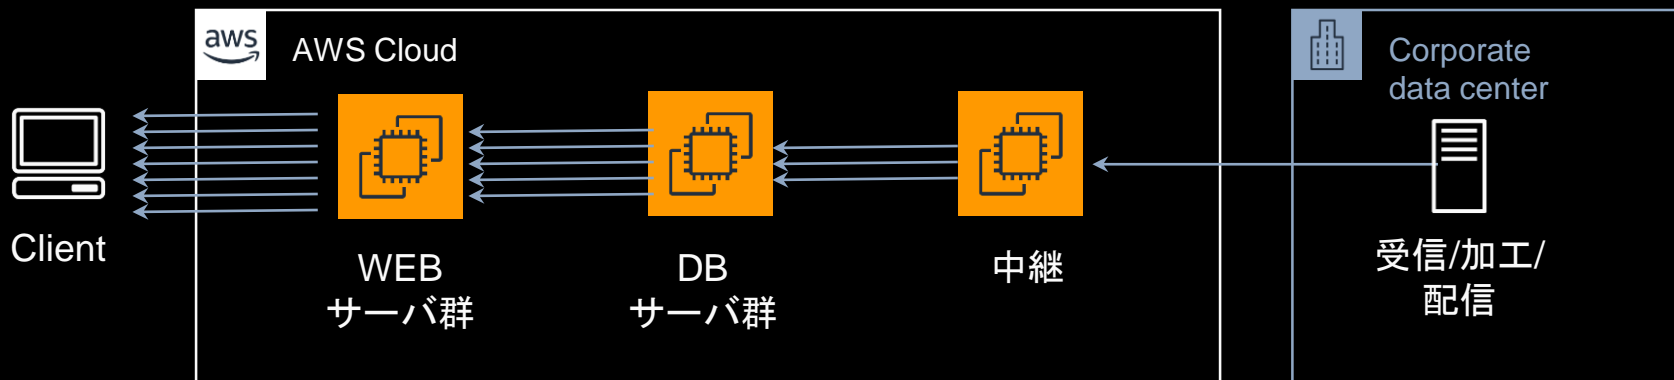 aws
AWS Cloud
Corporate
data center
Client
WEB
サーバ群
DB
サーバ群
中継
受信/加工/
配信